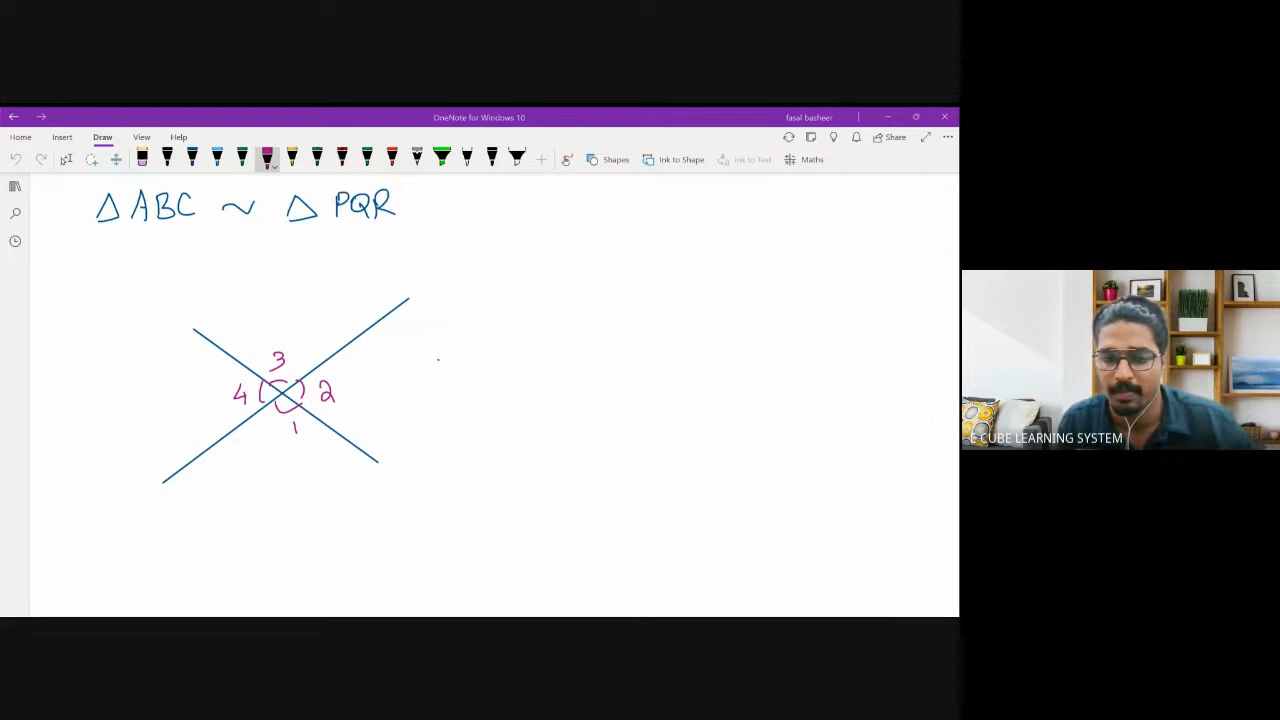 OneNote for Windows 10
fasal basheer
Home Insert Draw View Help
Share
Shapes Ink to Shape Ink to Text Maths
△ ABC ~ △ PQR
3
4 2
1
E CUBE LEARNING SYSTEM